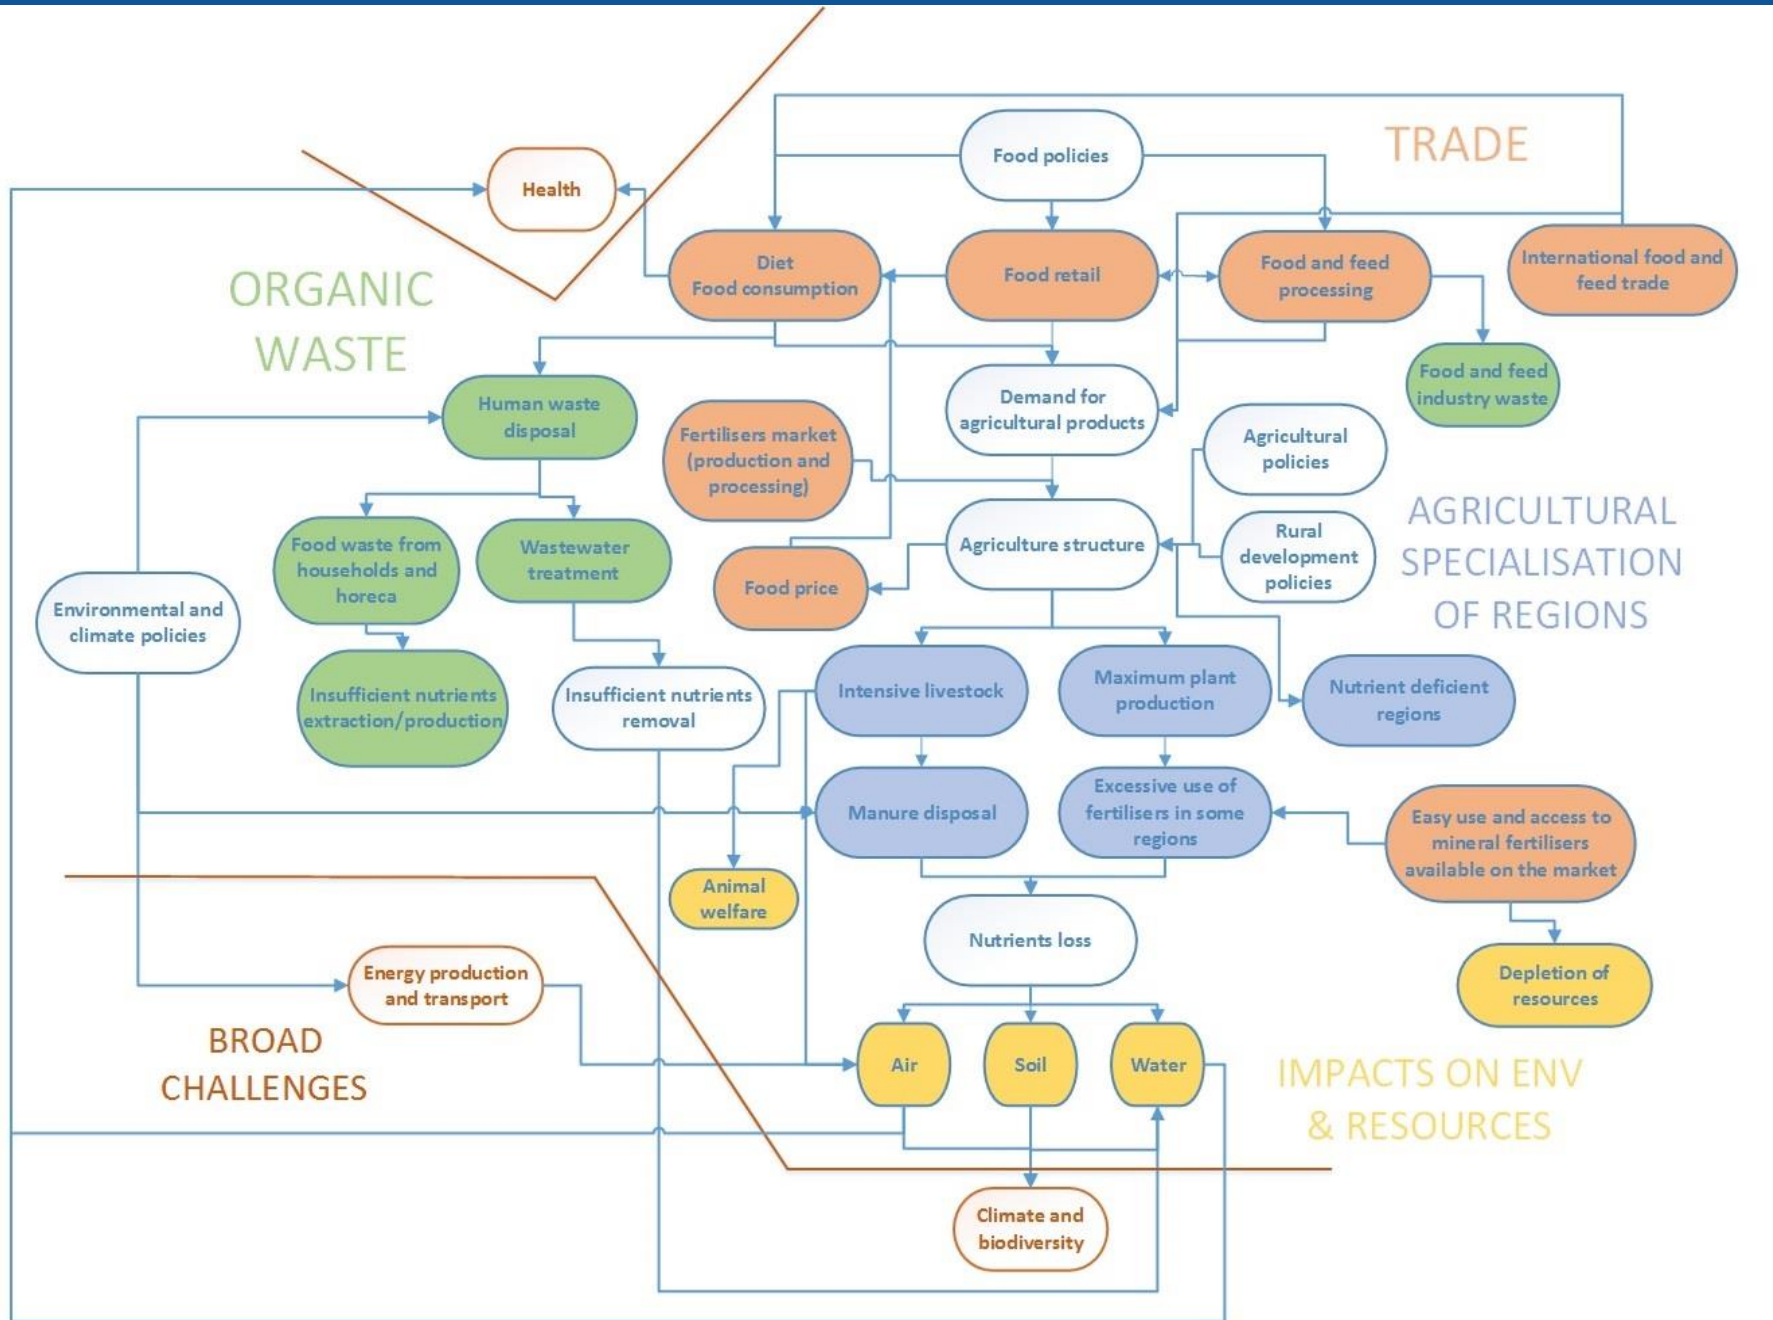 Food policies
TRADE
Health
Diet
Food consumption
Food retail
Food and feed
processing
International food and
feed trade
ORGANIC
WASTE
Food and feed
industry waste
Human waste
disposal
Demand for
agricultural products
Fertilisers market
(production and
processing)
Agricultural
policies
AGRICULTURAL
SPECIALISATION
OF REGIONS
Food waste from
households and
horeca
Wastewater
treatment
Agriculture structure
Rural
development
policies
Food price
Environmental and
climate policies
Insufficient nutrients
extraction/production
Insufficient nutrients
removal
Intensive livestock
Maximum plant
production
Nutrient deficient
regions
Manure disposal
Excessive use of
fertilisers in some
regions
Easy use and access to
mineral fertilisers
available on the market
Animal
welfare
Nutrients loss
Energy production
and transport
Depletion of
resources
BROAD
CHALLENGES
Air
Soil
Water
IMPACTS ON ENV
& RESOURCES
Climate and
biodiversity